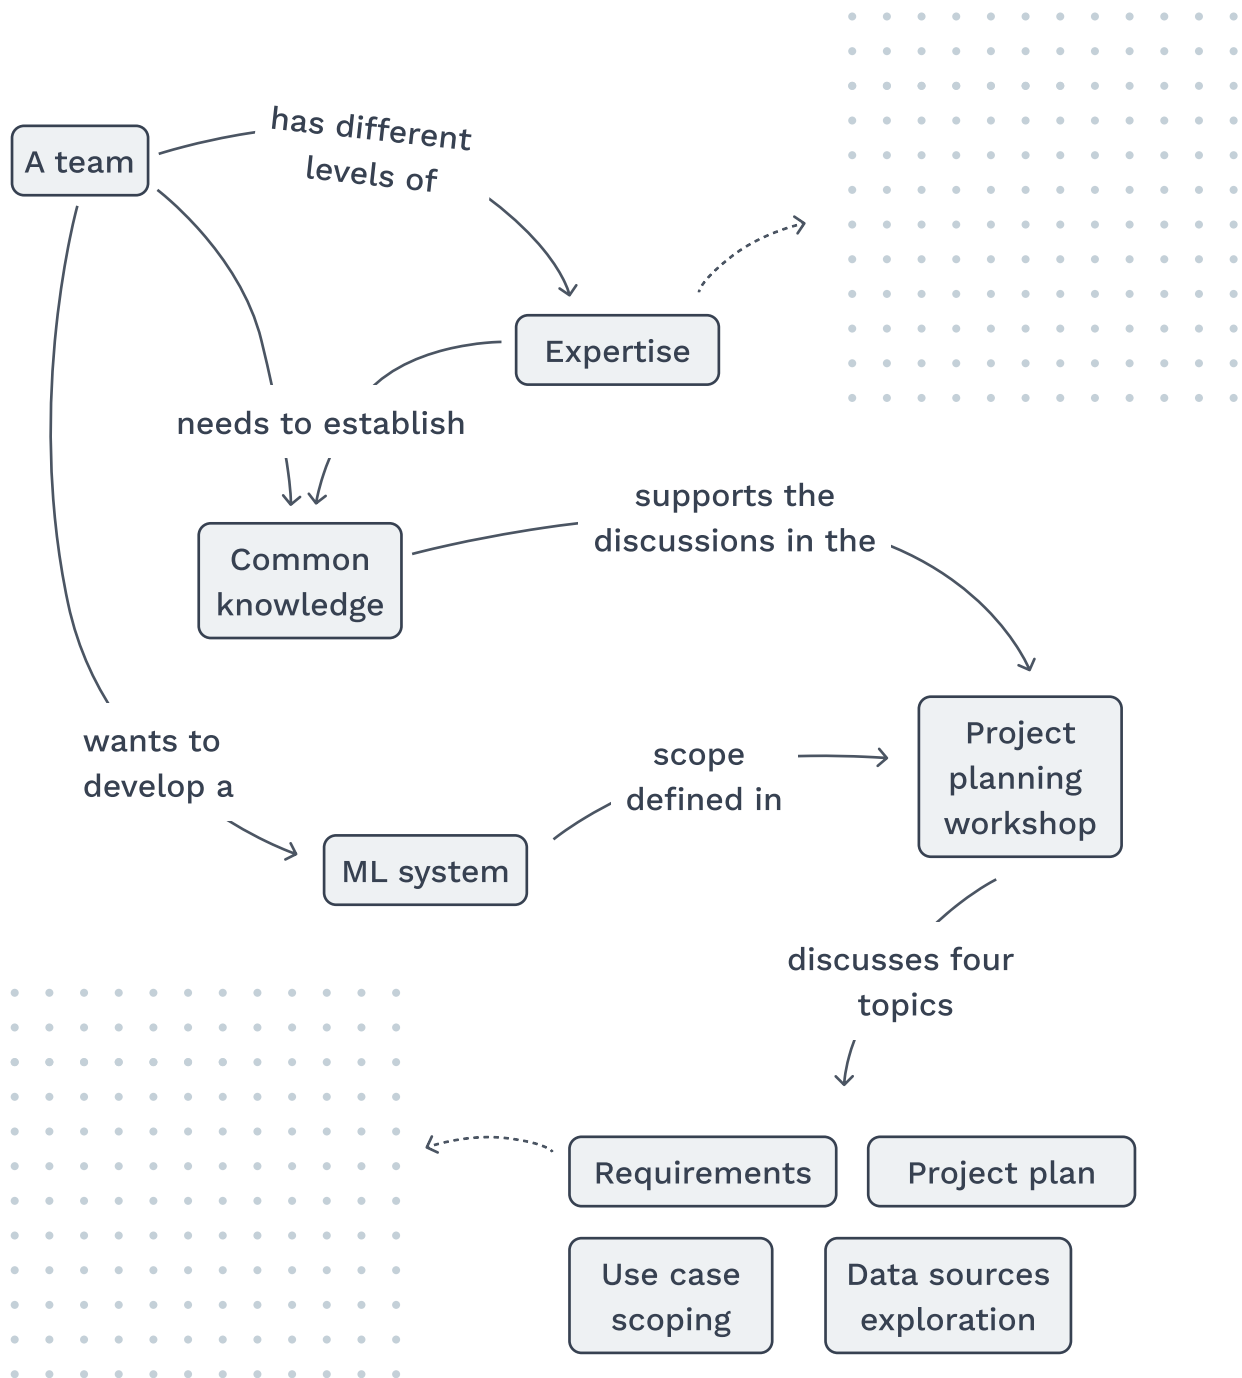 has different
levels of
A team
Expertise
needs to establish
supports the
discussions in the
Common
knowledge
Project
planning
workshop
wants to
develop a
scope
defined in
ML system
discusses four
topics
Requirements
Project plan
Use case
scoping
Data sources
exploration